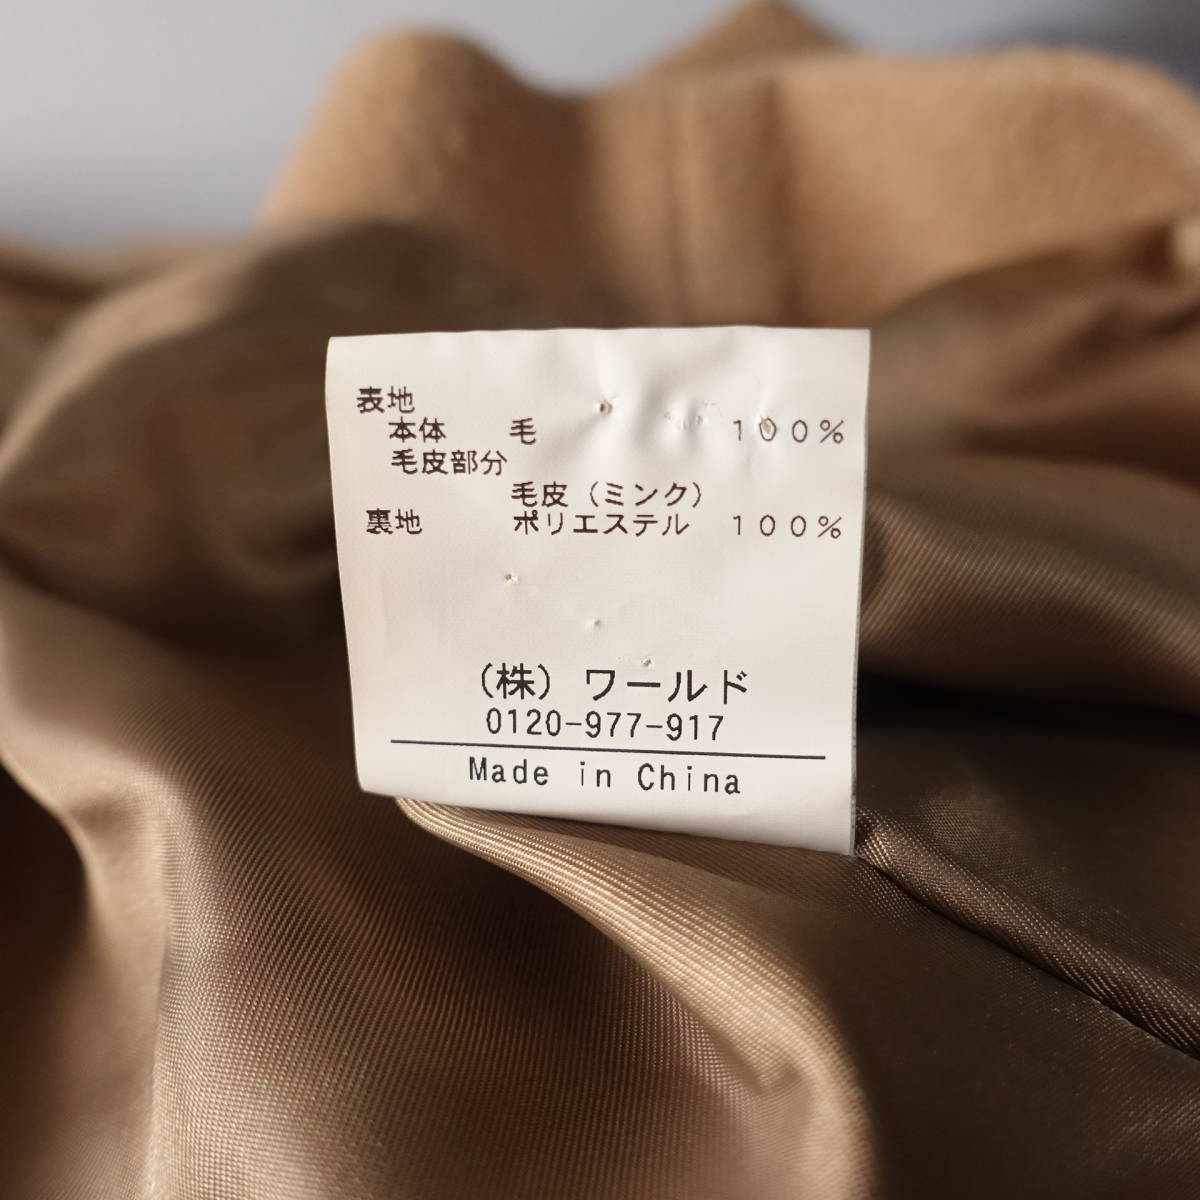 表地
本体 毛 100%
毛皮部分
毛皮（ミンク）
裏地 ポリエステル 100%
（株）ワールド
0120-977-917
Made in China